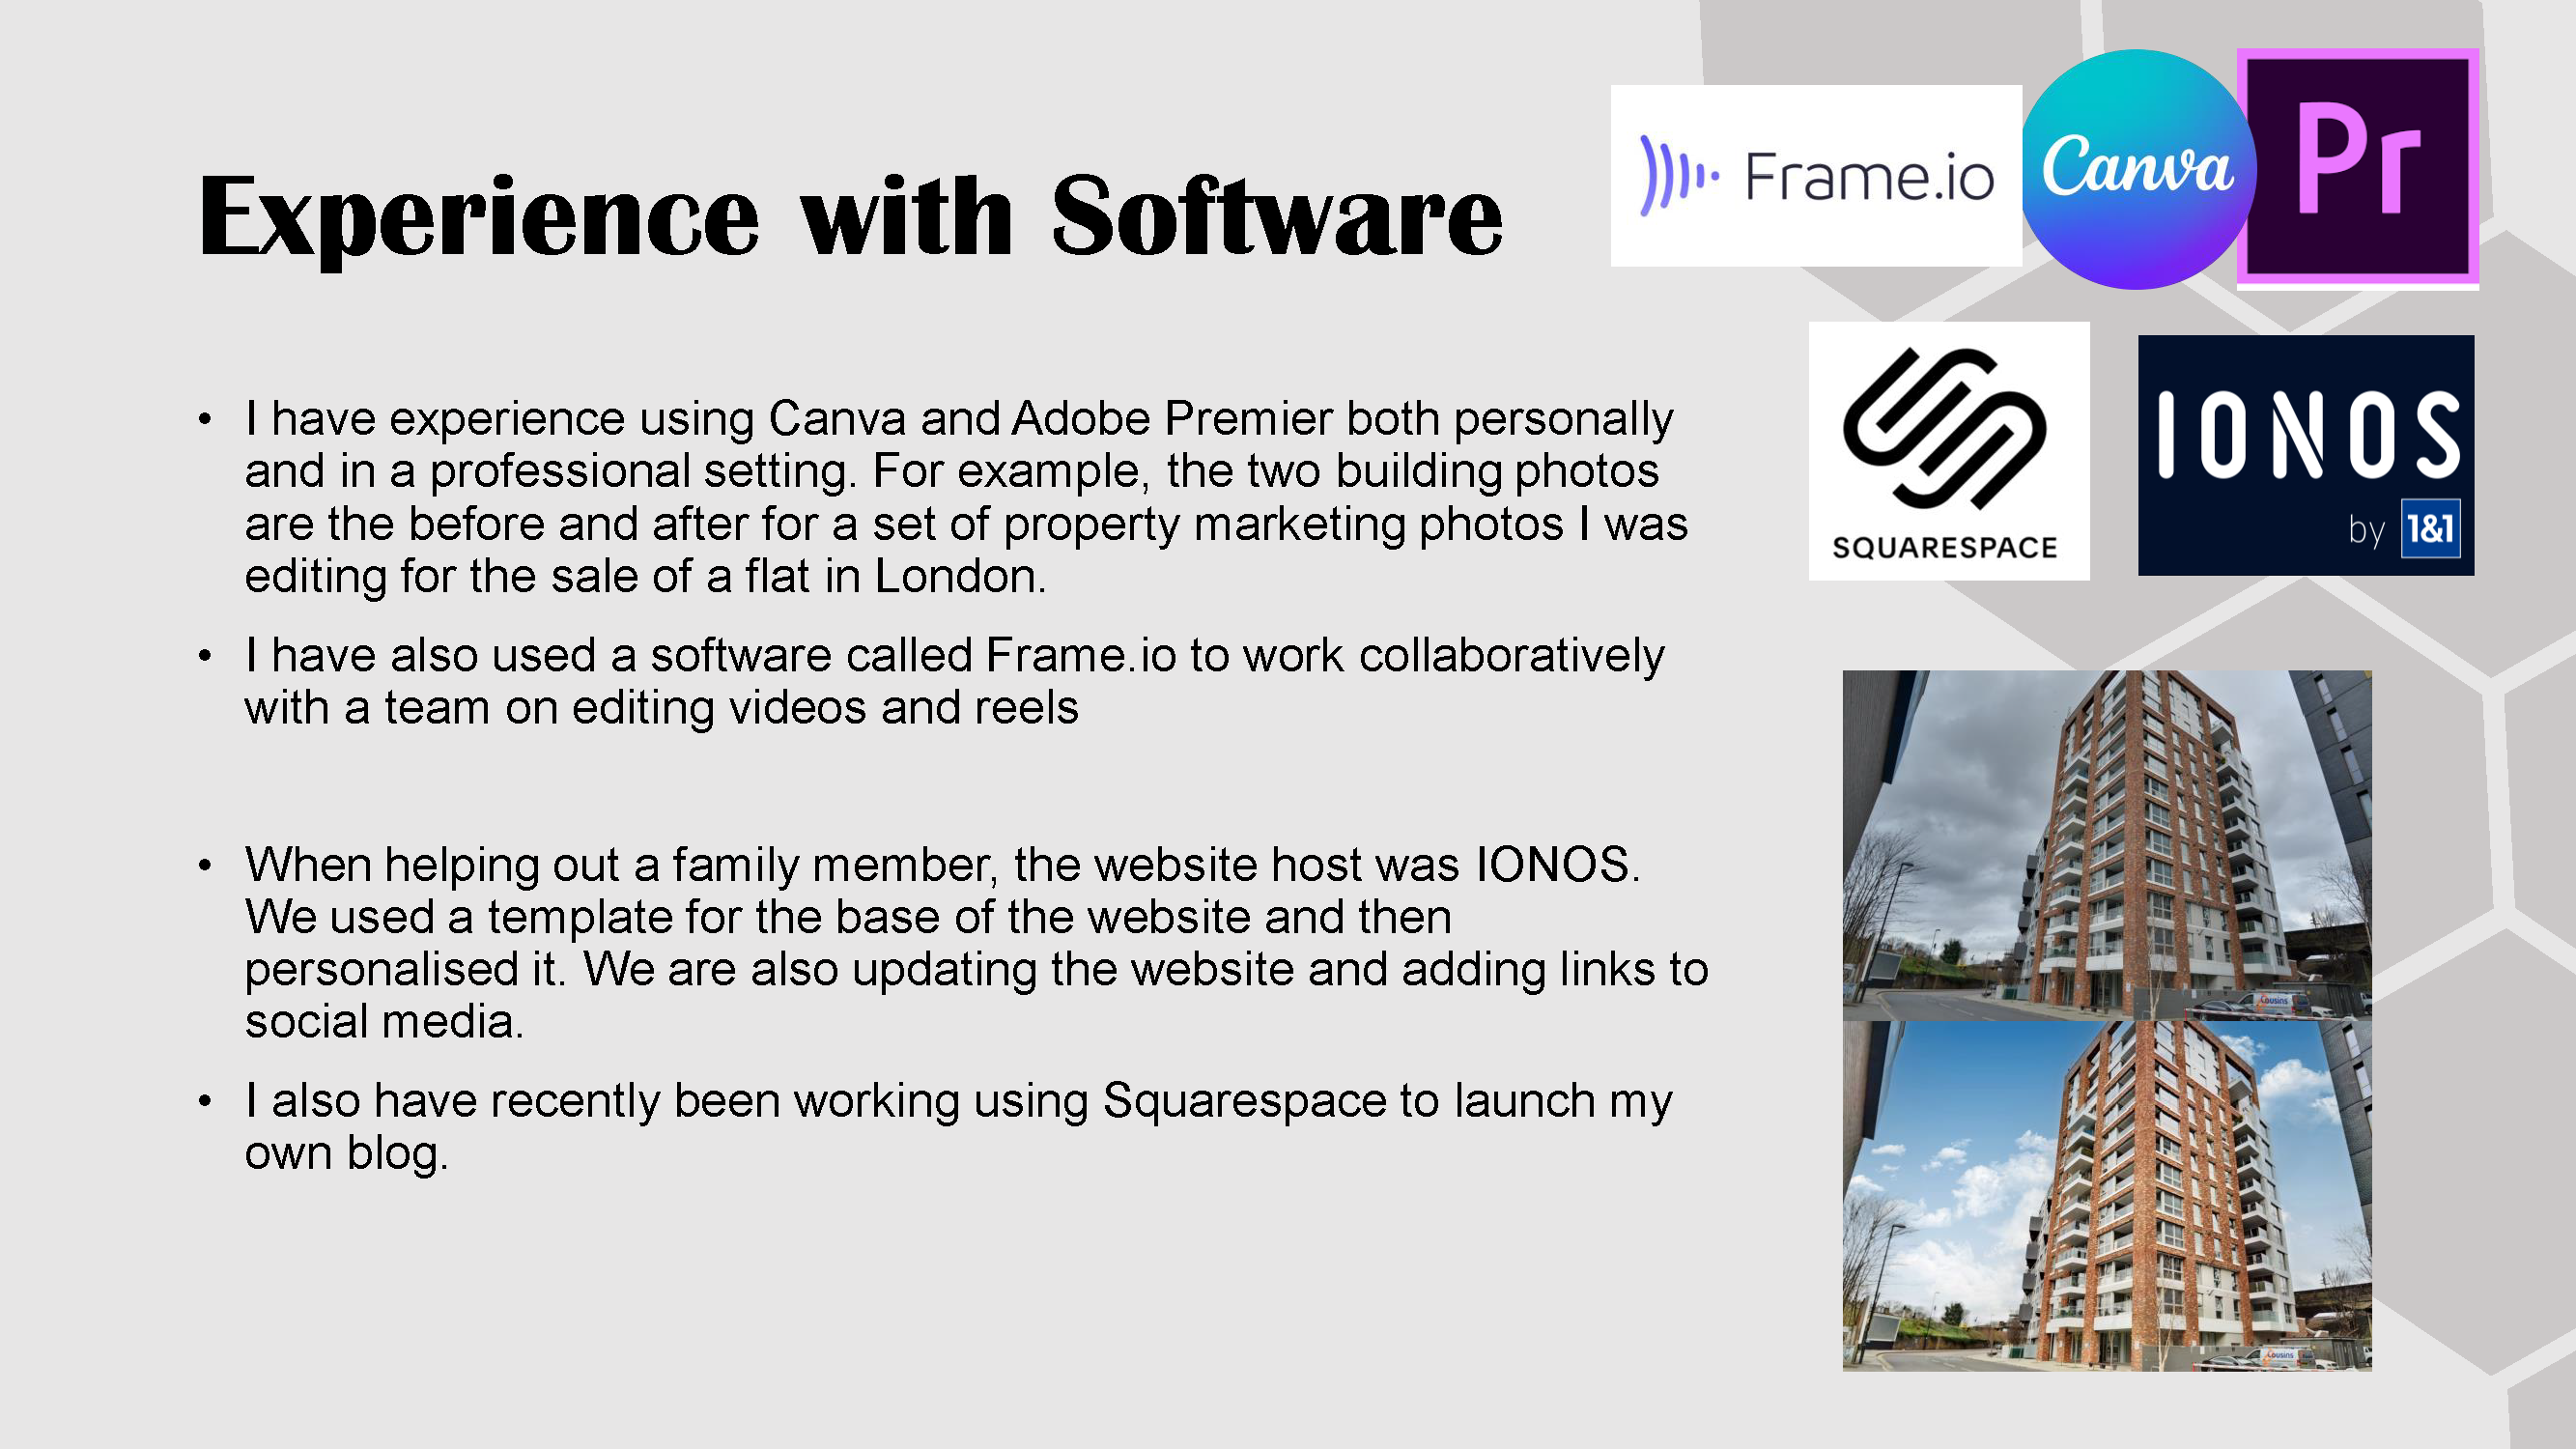 Frame.io
Canva
Pr
Experience with Software
SQUARESPACE
IONOS
by 1&1
• I have experience using Canva and Adobe Premier both personally
and in a professional setting. For example, the two building photos
are the before and after for a set of property marketing photos I was
editing for the sale of a flat in London.
• I have also used a software called Frame.io to work collaboratively
with a team on editing videos and reels
• When helping out a family member, the website host was IONOS.
We used a template for the base of the website and then
personalised it. We are also updating the website and adding links to
social media.
• I also have recently been working using Squarespace to launch my
own blog.
Cousins
Cousins